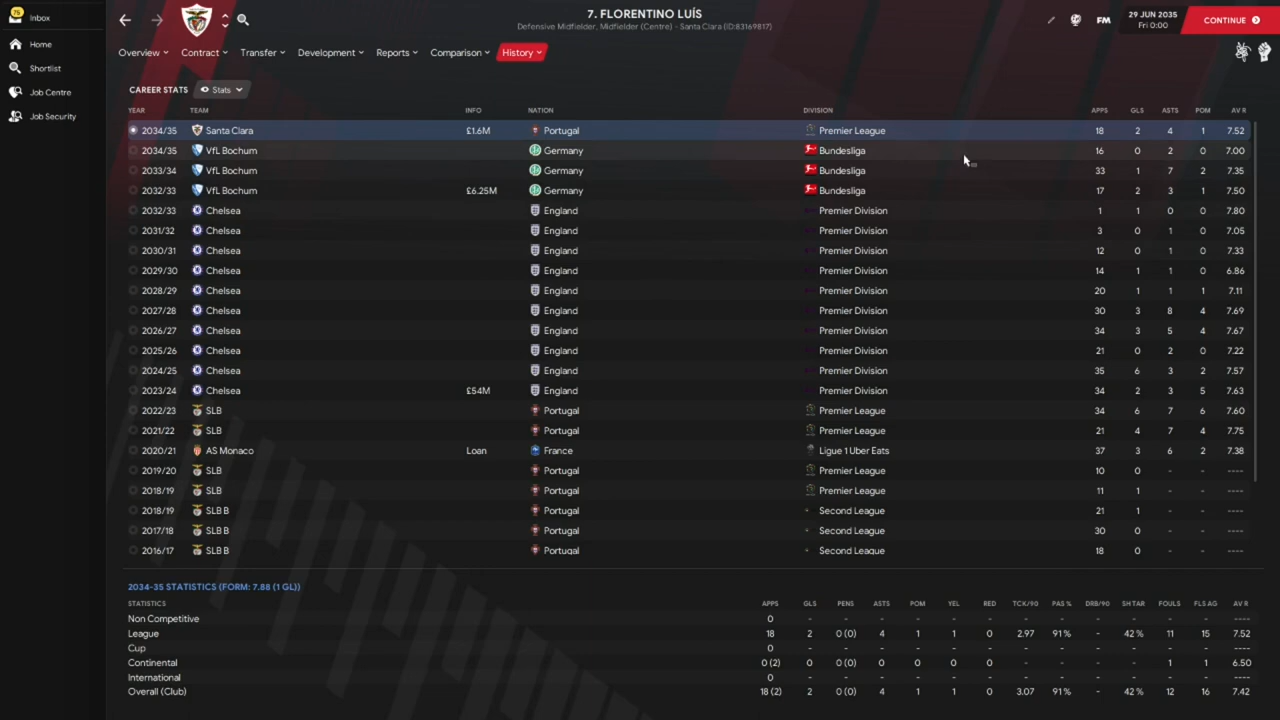 75
Inbox
Home
Shortlist
Job Centre
Job Security
7. FLORENTINO LUÍS
Defensive Midfielder, Midfielder (Centre) - Santa Clara (ID:83169817)
FM
29 JUN 2035
Fri 0:00
CONTINUE
Overview Contract Transfer Development Reports Comparison History
CAREER STATS Stats
YEAR TEAM INFO NATION DIVISION APPS GLS ASTS POM AV R
2034/35 Santa Clara £1.6M Portugal Premier League 18 2 4 1 7.52
2034/35 VfL Bochum Germany Bundesliga 16 0 2 0 7.00
2033/34 VfL Bochum Germany Bundesliga 33 1 7 2 7.35
2032/33 VfL Bochum £6.25M Germany Bundesliga 17 2 3 1 7.50
2032/33 Chelsea England Premier Division 1 1 0 0 7.80
2031/32 Chelsea England Premier Division 3 0 1 0 7.05
2030/31 Chelsea England Premier Division 12 0 1 0 7.33
2029/30 Chelsea England Premier Division 14 1 1 0 6.86
2028/29 Chelsea England Premier Division 20 1 1 1 7.11
2027/28 Chelsea England Premier Division 30 3 8 4 7.69
2026/27 Chelsea England Premier Division 34 3 5 4 7.67
2025/26 Chelsea England Premier Division 21 0 2 0 7.22
2024/25 Chelsea England Premier Division 35 6 3 2 7.57
2023/24 Chelsea £54M England Premier Division 34 2 3 5 7.63
2022/23 SLB Portugal Premier League 34 6 7 6 7.60
2021/22 SLB Portugal Premier League 21 4 7 4 7.75
2020/21 AS Monaco Loan France Ligue 1 Uber Eats 37 3 6 2 7.38
2019/20 SLB Portugal Premier League 10 0 - - ----
2018/19 SLB Portugal Premier League 11 1 - - ----
2018/19 SLB B Portugal Second League 21 1 - - ----
2017/18 SLB B Portugal Second League 30 0 - - ----
2016/17 SLB B Portugal Second League 18 0 - - ----
2034-35 STATISTICS (FORM: 7.88 (1 GL))
STATISTICS APPS GLS PENS ASTS POM YEL RED TCK/90 PAS % DRB/90 SH TAR FOULS FLS AG AV R
Non Competitive 0 - - - - - - - - - - - - ----
League 18 2 0 (0) 4 1 1 0 2.97 91 % - 42 % 11 15 7.52
Cup 0 - - - - - - - - - - - - ----
Continental 0 (2) 0 0 (0) 0 0 0 0 - - - - 1 1 6.50
International 0 - - - - - - - - - - - - ----
Overall (Club) 18 (2) 2 0 (0) 4 1 1 0 3.07 91 % - 42 % 12 16 7.42